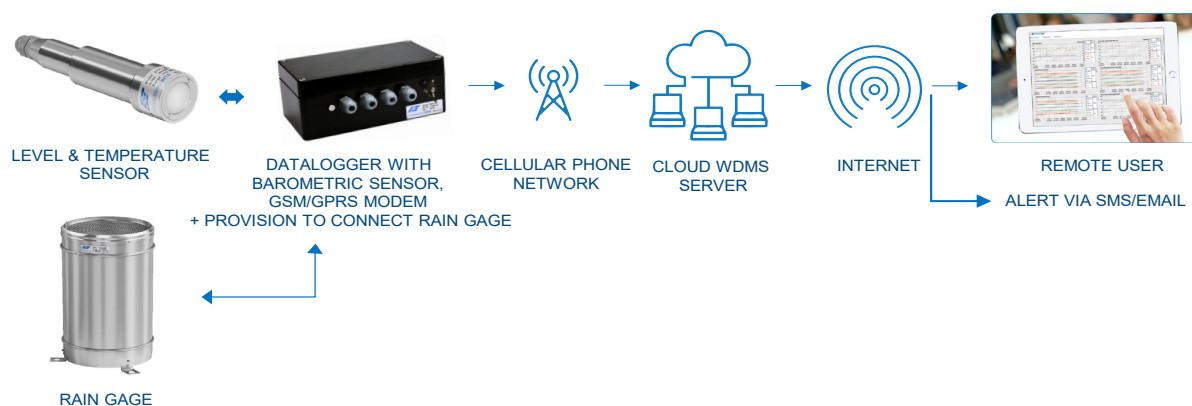 LEVEL & TEMPERATURE
SENSOR
DATALOGGER WITH
BAROMETRIC SENSOR,
GSM/GPRS MODEM
+ PROVISION TO CONNECT RAIN GAGE
CELLULAR PHONE
NETWORK
CLOUD WDMS
SERVER
INTERNET
REMOTE USER
ALERT VIA SMS/EMAIL
RAIN GAGE